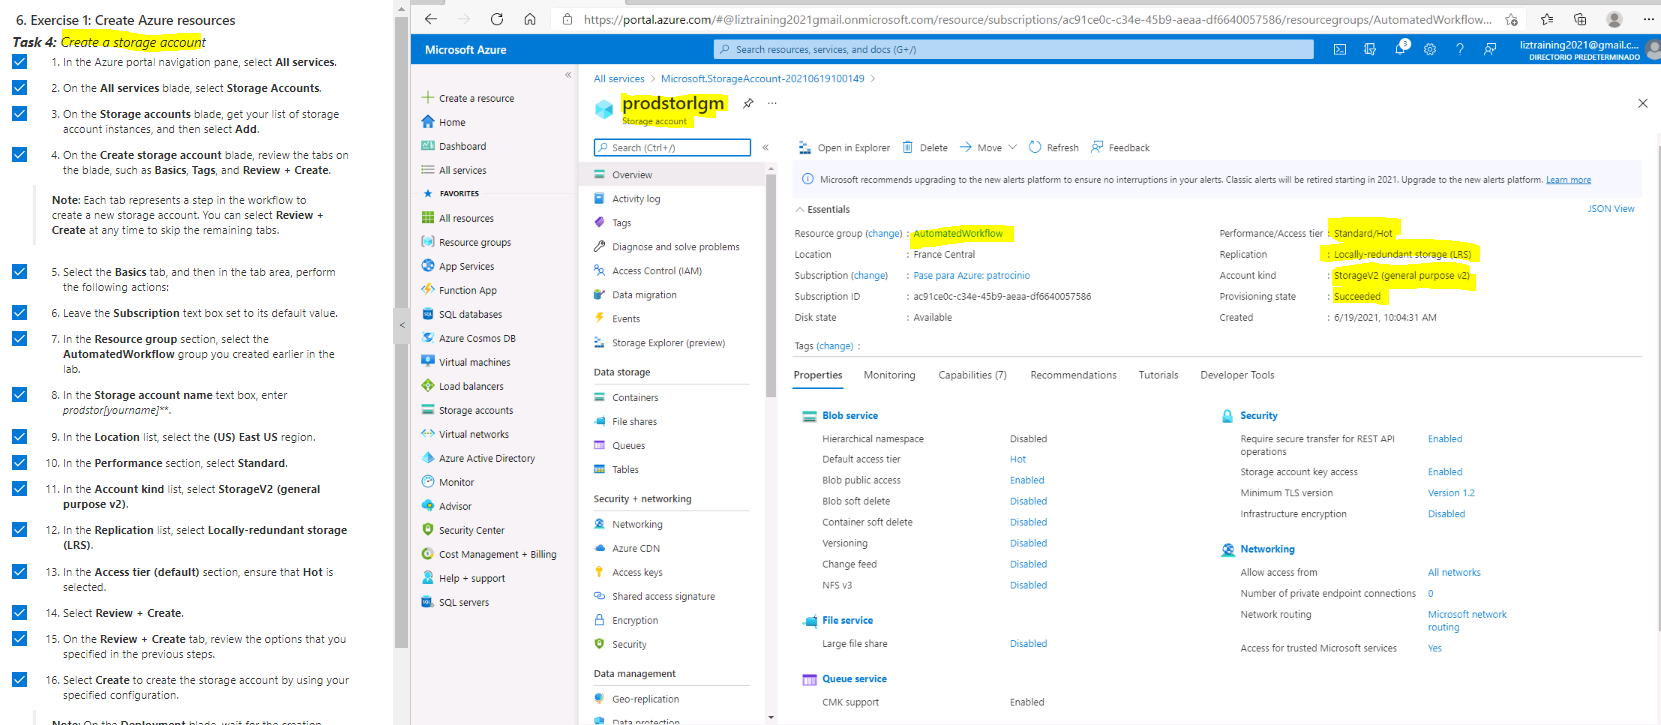 6. Exercise 1: Create Azure resources
Task 4: Create a storage account
1. In the Azure portal navigation pane, select All services.
2. On the All services blade, select Storage Accounts.
3. On the Storage accounts blade, get your list of storage
account instances, and then select Add.
4. On the Create storage account blade, review the tabs on
the blade, such as Basics, Tags, and Review + Create.
Note: Each tab represents a step in the workflow to
create a new storage account. You can select Review +
Create at any time to skip the remaining tabs.
5. Select the Basics tab, and then in the tab area, perform
the following actions:
6. Leave the Subscription text box set to its default value.
7. In the Resource group section, select the
AutomatedWorkflow group you created earlier in the
lab.
8. In the Storage account name text box, enter
prodstor[yourname]**.
9. In the Location list, select the (US) East US region.
10. In the Performance section, select Standard.
11. In the Account kind list, select StorageV2 (general
purpose v2).
12. In the Replication list, select Locally-redundant storage
(LRS).
13. In the Access tier (default) section, ensure that Hot is
selected.
14. Select Review + Create.
15. On the Review + Create tab, review the options that you
specified in the previous steps.
16. Select Create to create the storage account by using your
specified configuration.
Note: On the Deployment blade, wait for the creation
https://portal.azure.com/#@liztraining2021gmail.onmicrosoft.com/resource/subscriptions/ac91ce0c-c34e-45b9-aeaa-df6640057586/resourcegroups/AutomatedWorkflow...
Microsoft Azure
Search resources, services, and docs (G+/)
3
liztraining2021@gmail.c...
DIRECTORIO PREDETERMINADO
Create a resource
Home
Dashboard
All services
FAVORITES
All resources
Resource groups
App Services
Function App
SQL databases
Azure Cosmos DB
Virtual machines
Load balancers
Storage accounts
Virtual networks
Azure Active Directory
Monitor
Advisor
Security Center
Cost Management + Billing
Help + support
SQL servers
All services > Microsoft.StorageAccount-20210619100149 >
prodstorlgm
Storage account
Search (Ctrl+/)
Overview
Activity log
Tags
Diagnose and solve problems
Access Control (IAM)
Data migration
Events
Storage Explorer (preview)
Data storage
Containers
File shares
Queues
Tables
Security + networking
Networking
Azure CDN
Access keys
Shared access signature
Encryption
Security
Data management
Geo-replication
Data protection
Open in Explorer Delete Move Refresh Feedback
Microsoft recommends upgrading to the new alerts platform to ensure no interruptions in your alerts. Classic alerts will be retired starting in 2021. Upgrade to the new alerts platform. Learn more
Essentials
JSON View
Resource group (change) : AutomatedWorkflow
Location : France Central
Subscription (change) : Pase para Azure: patrocinio
Subscription ID : ac91ce0c-c34e-45b9-aeaa-df6640057586
Disk state : Available
Performance/Access tier : Standard/Hot
Replication : Locally-redundant storage (LRS)
Account kind : StorageV2 (general purpose v2)
Provisioning state : Succeeded
Created : 6/19/2021, 10:04:31 AM
Tags (change) :
Properties Monitoring Capabilities (7) Recommendations Tutorials Developer Tools
Blob service
Hierarchical namespace Disabled
Default access tier Hot
Blob public access Enabled
Blob soft delete Disabled
Container soft delete Disabled
Versioning Disabled
Change feed Disabled
NFS v3 Disabled
File service
Large file share Disabled
Queue service
CMK support Enabled
Security
Require secure transfer for REST API Enabled
operations
Storage account key access Enabled
Minimum TLS version Version 1.2
Infrastructure encryption Disabled
Networking
Allow access from All networks
Number of private endpoint connections 0
Network routing Microsoft network
routing
Access for trusted Microsoft services Yes